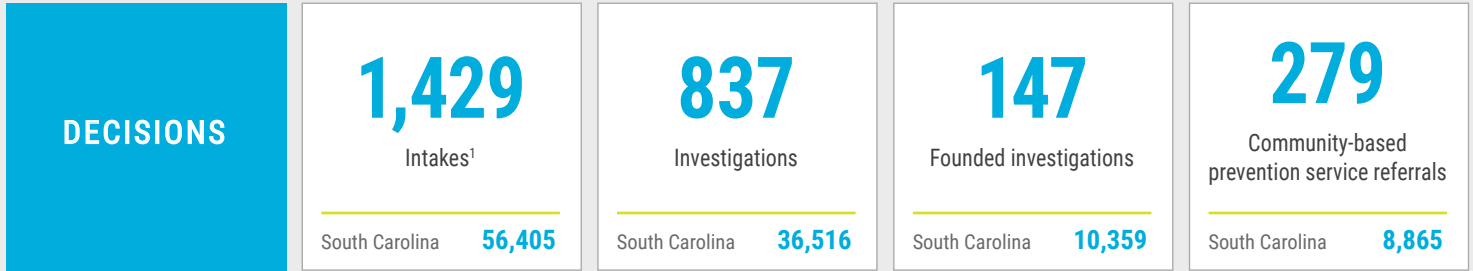 DECISIONS
1,429
Intakes¹
South Carolina 56,405
837
Investigations
South Carolina 36,516
147
Founded investigations
South Carolina 10,359
279
Community-based
prevention service referrals
South Carolina 8,865